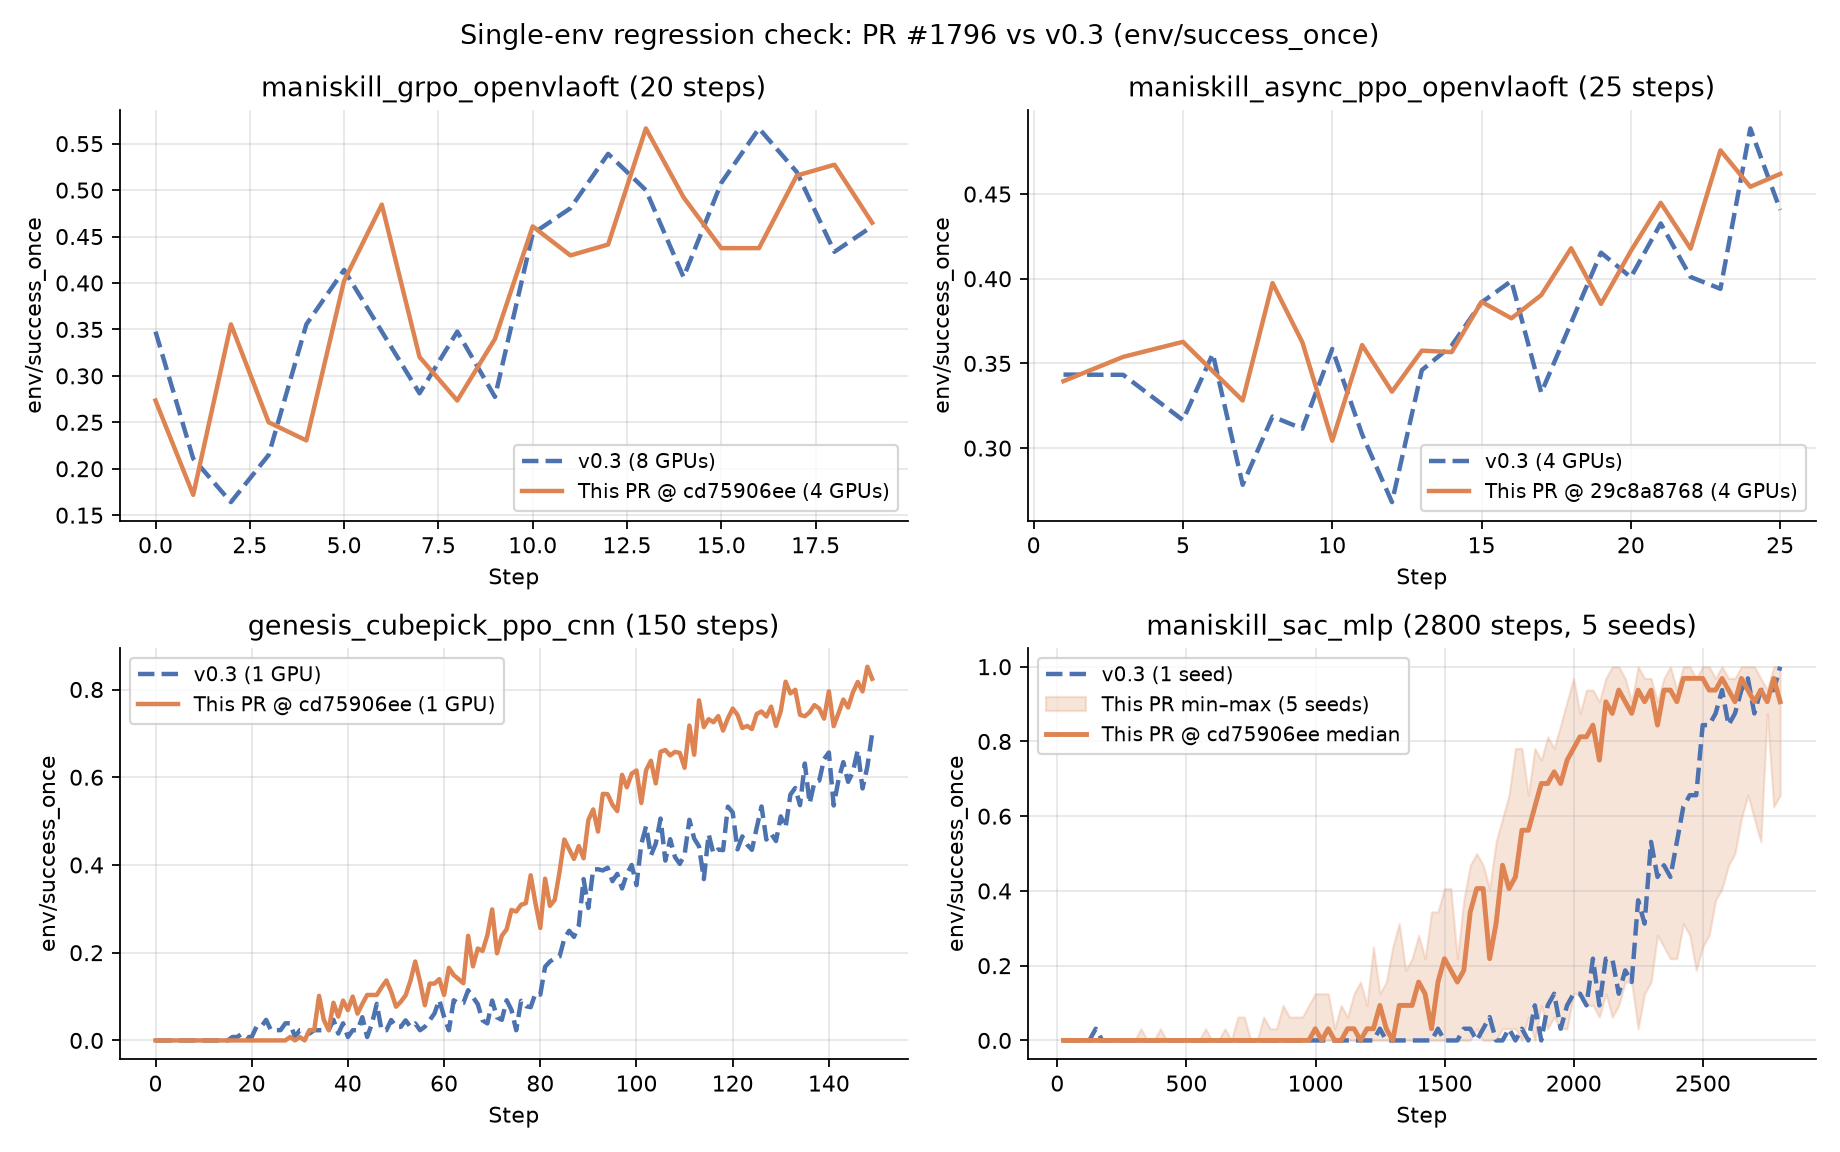 Single-env regression check: PR #1796 vs v0.3 (env/success_once)
maniskill_grpo_openvlaoft (20 steps)
env/success_once
0.55
0.50
0.45
0.40
0.35
0.30
0.25
0.20
0.15
v0.3 (8 GPUs)
This PR @ cd75906ee (4 GPUs)
0.0 2.5 5.0 7.5 10.0 12.5 15.0 17.5
Step
maniskill_async_ppo_openvlaoft (25 steps)
env/success_once
0.45
0.40
0.35
0.30
v0.3 (4 GPUs)
This PR @ 29c8a8768 (4 GPUs)
0 5 10 15 20 25
Step
genesis_cubepick_ppo_cnn (150 steps)
env/success_once
v0.3 (1 GPU)
This PR @ cd75906ee (1 GPU)
0.8
0.6
0.4
0.2
0.0
0 20 40 60 80 100 120 140
Step
maniskill_sac_mlp (2800 steps, 5 seeds)
env/success_once
v0.3 (1 seed)
This PR min–max (5 seeds)
This PR @ cd75906ee median
1.0
0.8
0.6
0.4
0.2
0.0
0 500 1000 1500 2000 2500
Step